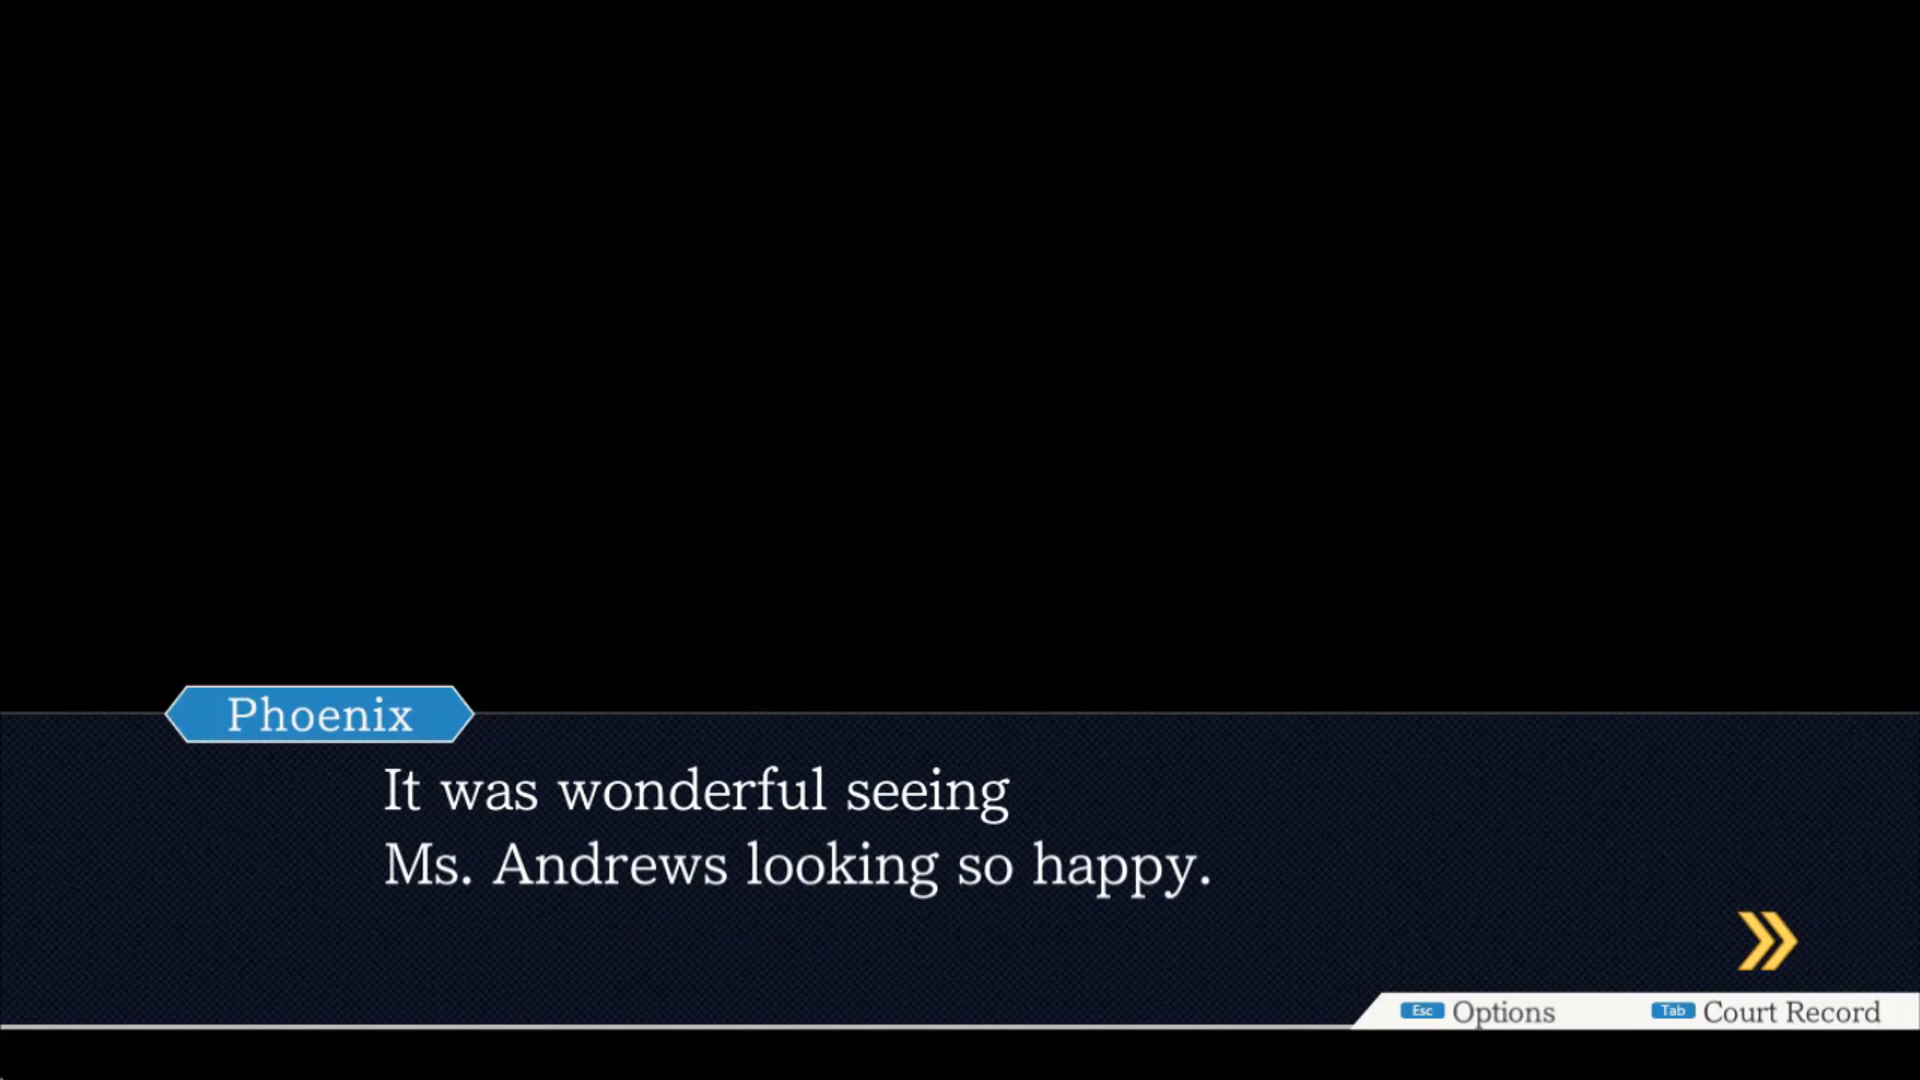 Phoenix
It was wonderful seeing
Ms. Andrews looking so happy.
Esc Options Tab Court Record